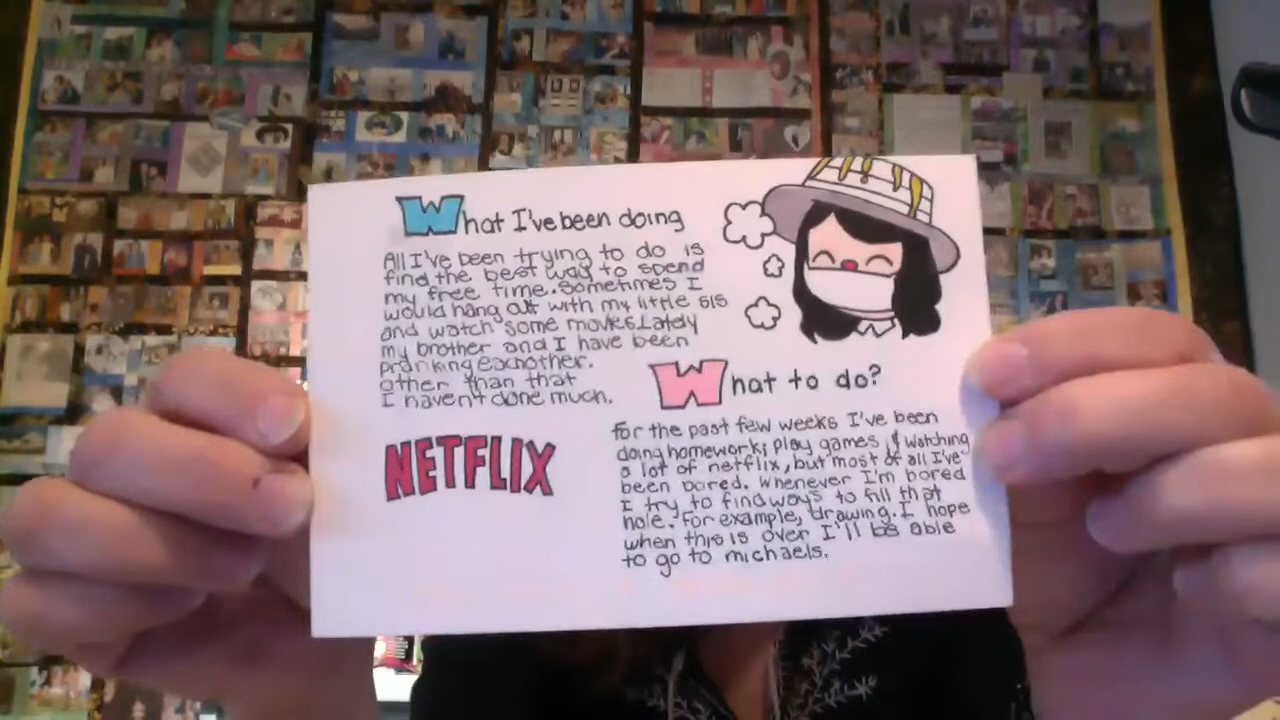 What I've been doing
All I've been trying to do is
find the best way to spend
my free time. Sometimes I
would hang out with my little sis
and watch some movies. Lately
my brother and I have been
pranking eachother.
other than that
I haven't done much.
NETFLIX
What to do?
For the past few weeks I've been
doing homework, play games, & watching
a lot of netflix, but most of all I've
been bored. Whenever I'm bored
I try to find ways to fill that
hole. For example, drawing. I hope
when this is over I'll be able
to go to michaels.